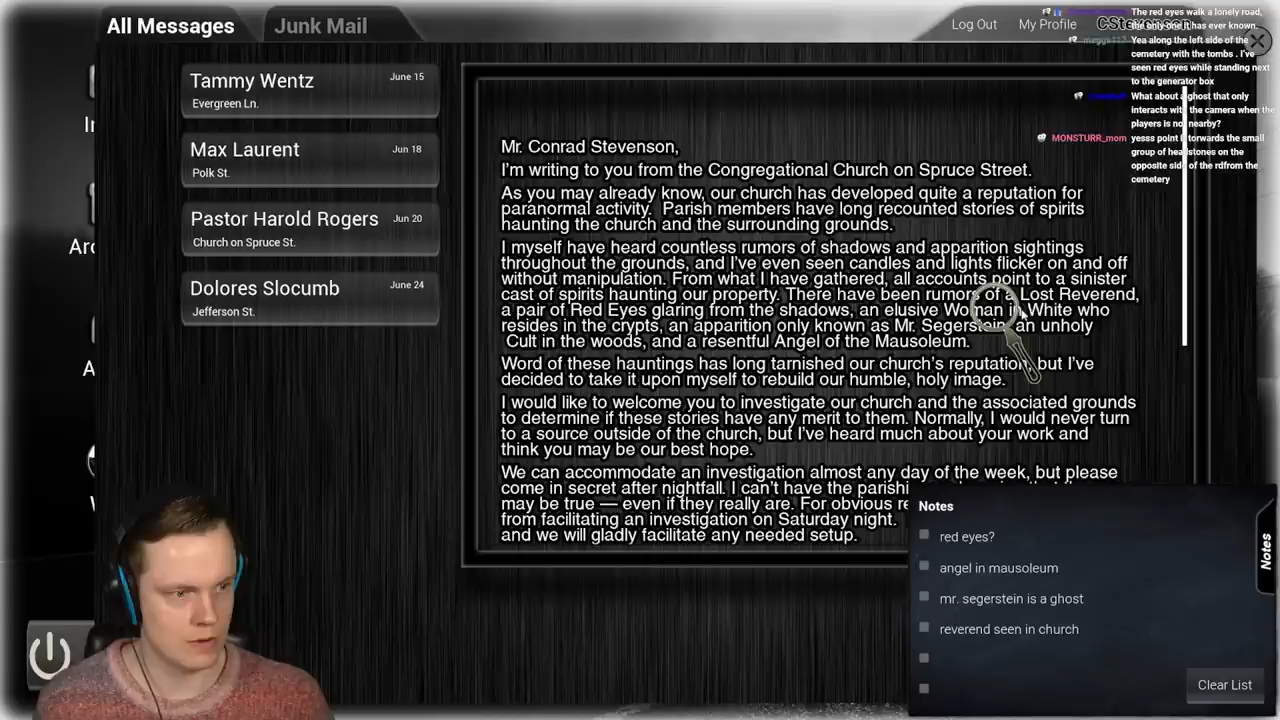 All Messages
Junk Mail
Log Out
My Profile
CStevenson
Tammy Wentz
June 15
Evergreen Ln.
Max Laurent
Jun 18
Polk St.
Pastor Harold Rogers
Jun 20
Church on Spruce St.
Dolores Slocumb
June 24
Jefferson St.
Mr. Conrad Stevenson,
I'm writing to you from the Congregational Church on Spruce Street.
As you may already know, our church has developed quite a reputation for
paranormal activity. Parish members have long recounted stories of spirits
haunting the church and the surrounding grounds.
I myself have heard countless rumors of shadows and apparition sightings
throughout the grounds, and I've even seen candles and lights flicker on and off
without manipulation. From what I have gathered, all accounts point to a sinister
cast of spirits haunting our property. There have been rumors of a Lost Reverend,
a pair of Red Eyes glaring from the shadows, an elusive Woman in White who
resides in the crypts, an apparition only known as Mr. Segerstein, an unholy
Cult in the woods, and a resentful Angel of the Mausoleum.
Word of these hauntings has long tarnished our church's reputation, but I've
decided to take it upon myself to rebuild our humble, holy image.
I would like to welcome you to investigate our church and the associated grounds
to determine if these stories have any merit to them. Normally, I would never turn
to a source outside of the church, but I've heard much about your work and
think you may be our best hope.
We can accommodate an investigation almost any day of the week, but please
come in secret after nightfall. I can't have the parishi
may be true — even if they really are. For obvious re
from facilitating an investigation on Saturday night.
and we will gladly facilitate any needed setup.
The red eyes walk a lonely road,
the only one it has ever known.
Yea along the left side of the
cemetery with the tombs . I've
seen red eyes while standing next
to the generator box
What about a ghost that only
interacts with the camera when the
players is not nearby?
MONSTURR_mom yesss point towards the small
group of headstones on the
opposite side of the rdfrom the
cemetery
Notes
red eyes?
angel in mausoleum
mr. segerstein is a ghost
reverend seen in church
Clear List
Notes